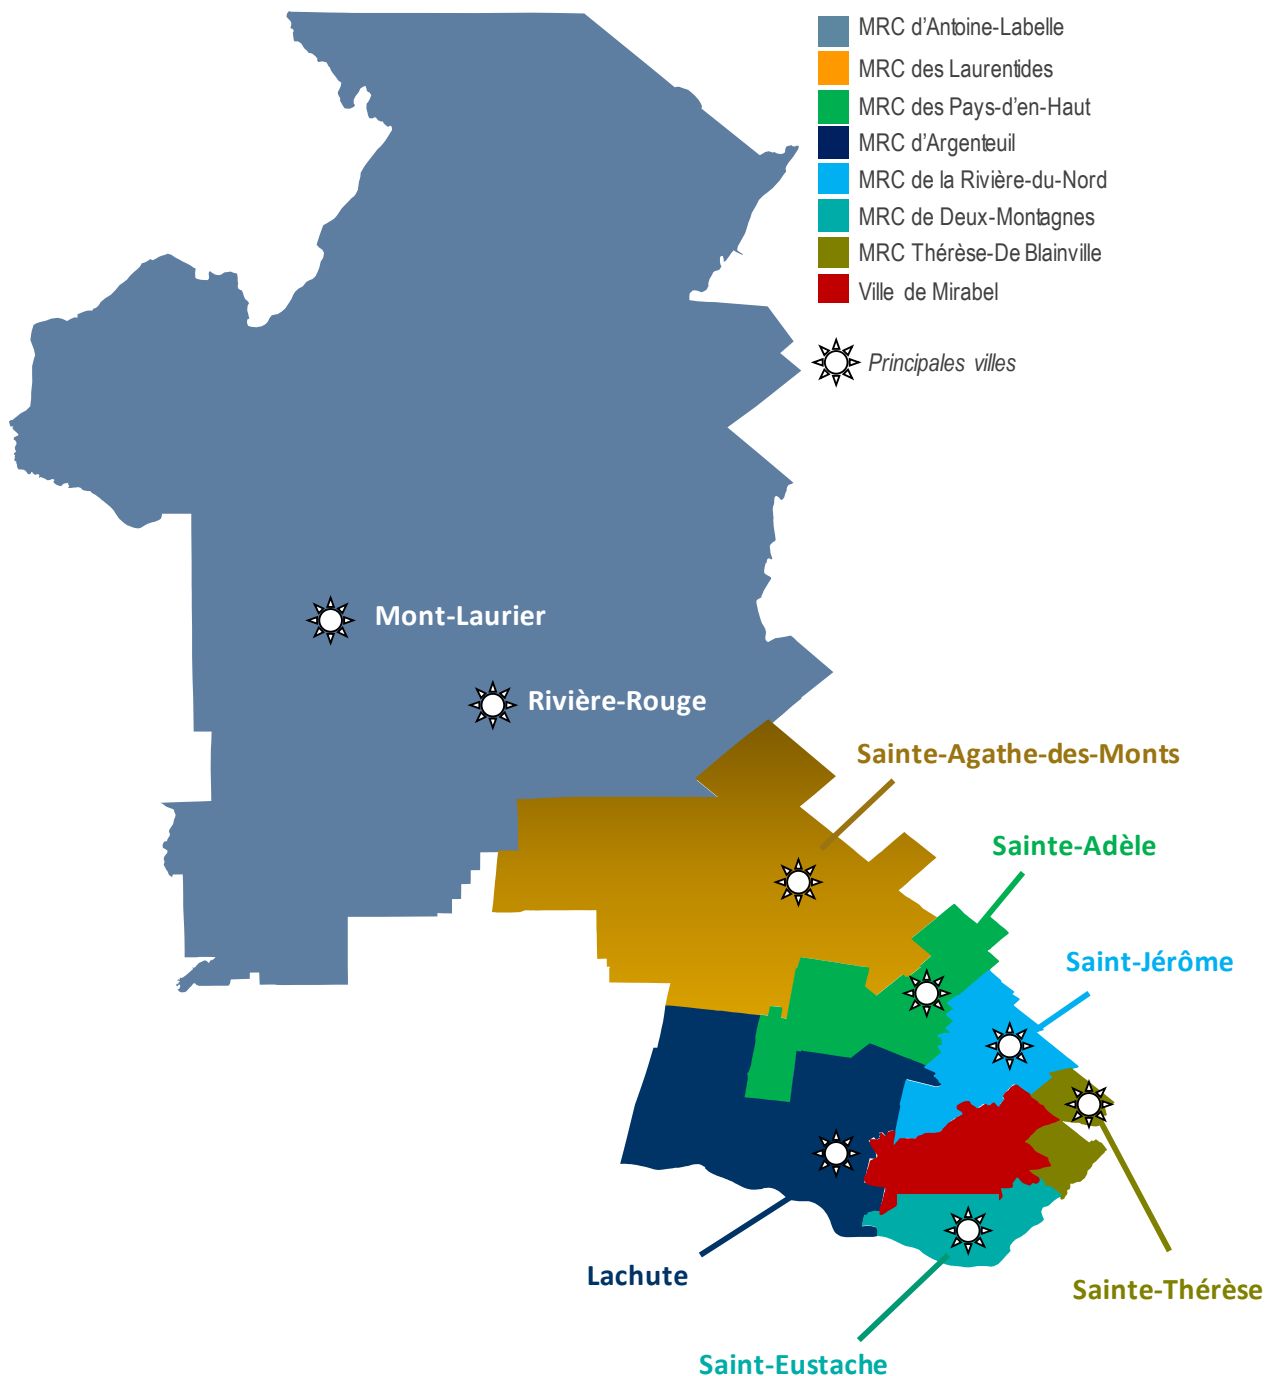 MRC d'Antoine-Labelle
MRC des Laurentides
MRC des Pays-d'en-Haut
MRC d'Argenteuil
MRC de la Rivière-du-Nord
MRC de Deux-Montagnes
MRC Thérèse-De Blainville
Ville de Mirabel
Principales villes
Mont-Laurier
Rivière-Rouge
Sainte-Agathe-des-Monts
Sainte-Adèle
Saint-Jérôme
Lachute
Sainte-Thérèse
Saint-Eustache